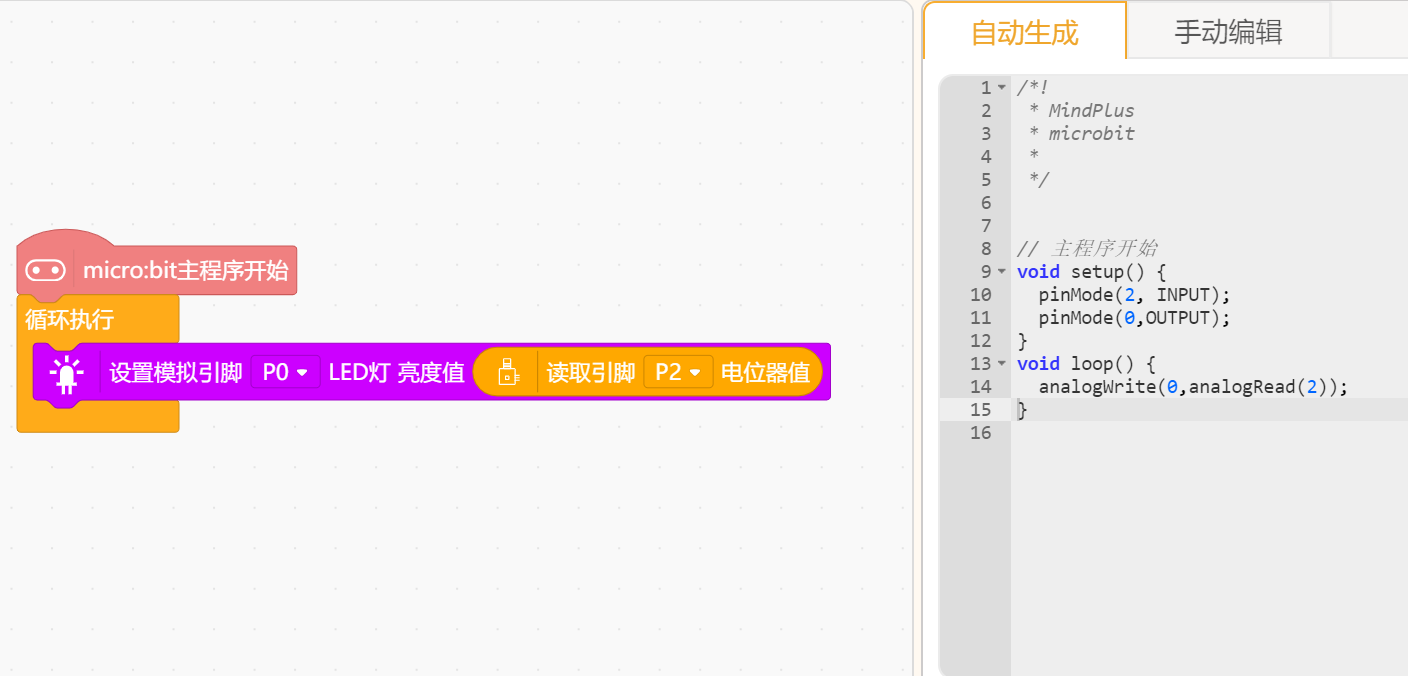 micro:bit主程序开始
循环执行
设置模拟引脚 P0 LED灯 亮度值 读取引脚 P2 电位器值
自动生成 手动编辑
1 /*!
2  * MindPlus
3  * microbit
4  *
5  */
6
7
8 // 主程序开始
9 void setup() {
10   pinMode(2, INPUT);
11   pinMode(0,OUTPUT);
12 }
13 void loop() {
14   analogWrite(0,analogRead(2));
15 }
16